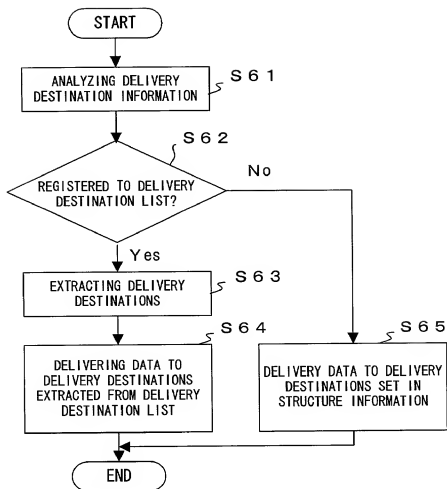 START
S61
ANALYZING DELIVERY
DESTINATION INFORMATION
S62
REGISTERED TO DELIVERY
DESTINATION LIST?
No
Yes
S63
EXTRACTING DELIVERY
DESTINATIONS
S64
DELIVERING DATA TO
DELIVERY DESTINATIONS
EXTRACTED FROM DELIVERY
DESTINATION LIST
S65
DELIVERY DATA TO DELIVERY
DESTINATIONS SET IN
STRUCTURE INFORMATION
END